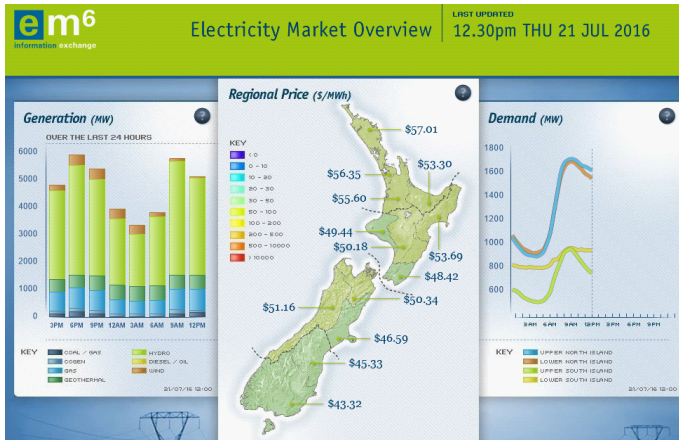 em6
information exchange
Electricity Market Overview
LAST UPDATED
12.30pm THU 21 JUL 2016
Generation (MW)
?
OVER THE LAST 24 HOURS
6000
5000
4000
3000
2000
1000
0
3PM 6PM 9PM 12AM 3AM 6AM 9AM 12PM
KEY
COAL / GAS
COGEN
GAS
GEOTHERMAL
HYDRO
DIESEL / OIL
WIND
21/07/16 12:00
Regional Price ($/MWh)
?
KEY
< 0
0 - 10
10 - 20
20 - 30
30 - 50
50 - 100
100 - 200
200 - 500
500 - 10000
> 10000
$57.01
$53.30
$56.35
$55.60
$49.44
$50.18
$53.69
$48.42
$50.34
$51.16
$46.59
$45.33
$43.32
Demand (MW)
?
1800
1600
1400
1200
1000
800
600
3AM 6AM 9AM 12PM 3PM 6PM 9PM
KEY
UPPER NORTH ISLAND
LOWER NORTH ISLAND
UPPER SOUTH ISLAND
LOWER SOUTH ISLAND
21/07/16 12:00